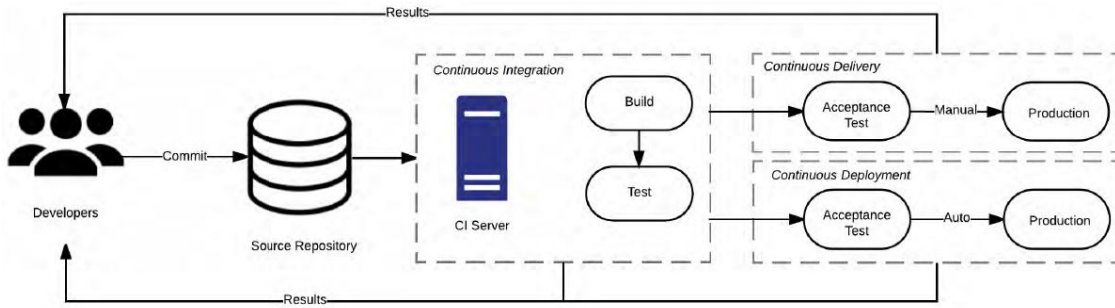 Results
Continuous Integration
Continuous Delivery
Build
Acceptance
Test
Manual
Production
Commit
Continuous Deployment
Test
Developers
CI Server
Acceptance
Test
Auto
Production
Source Repository
Results